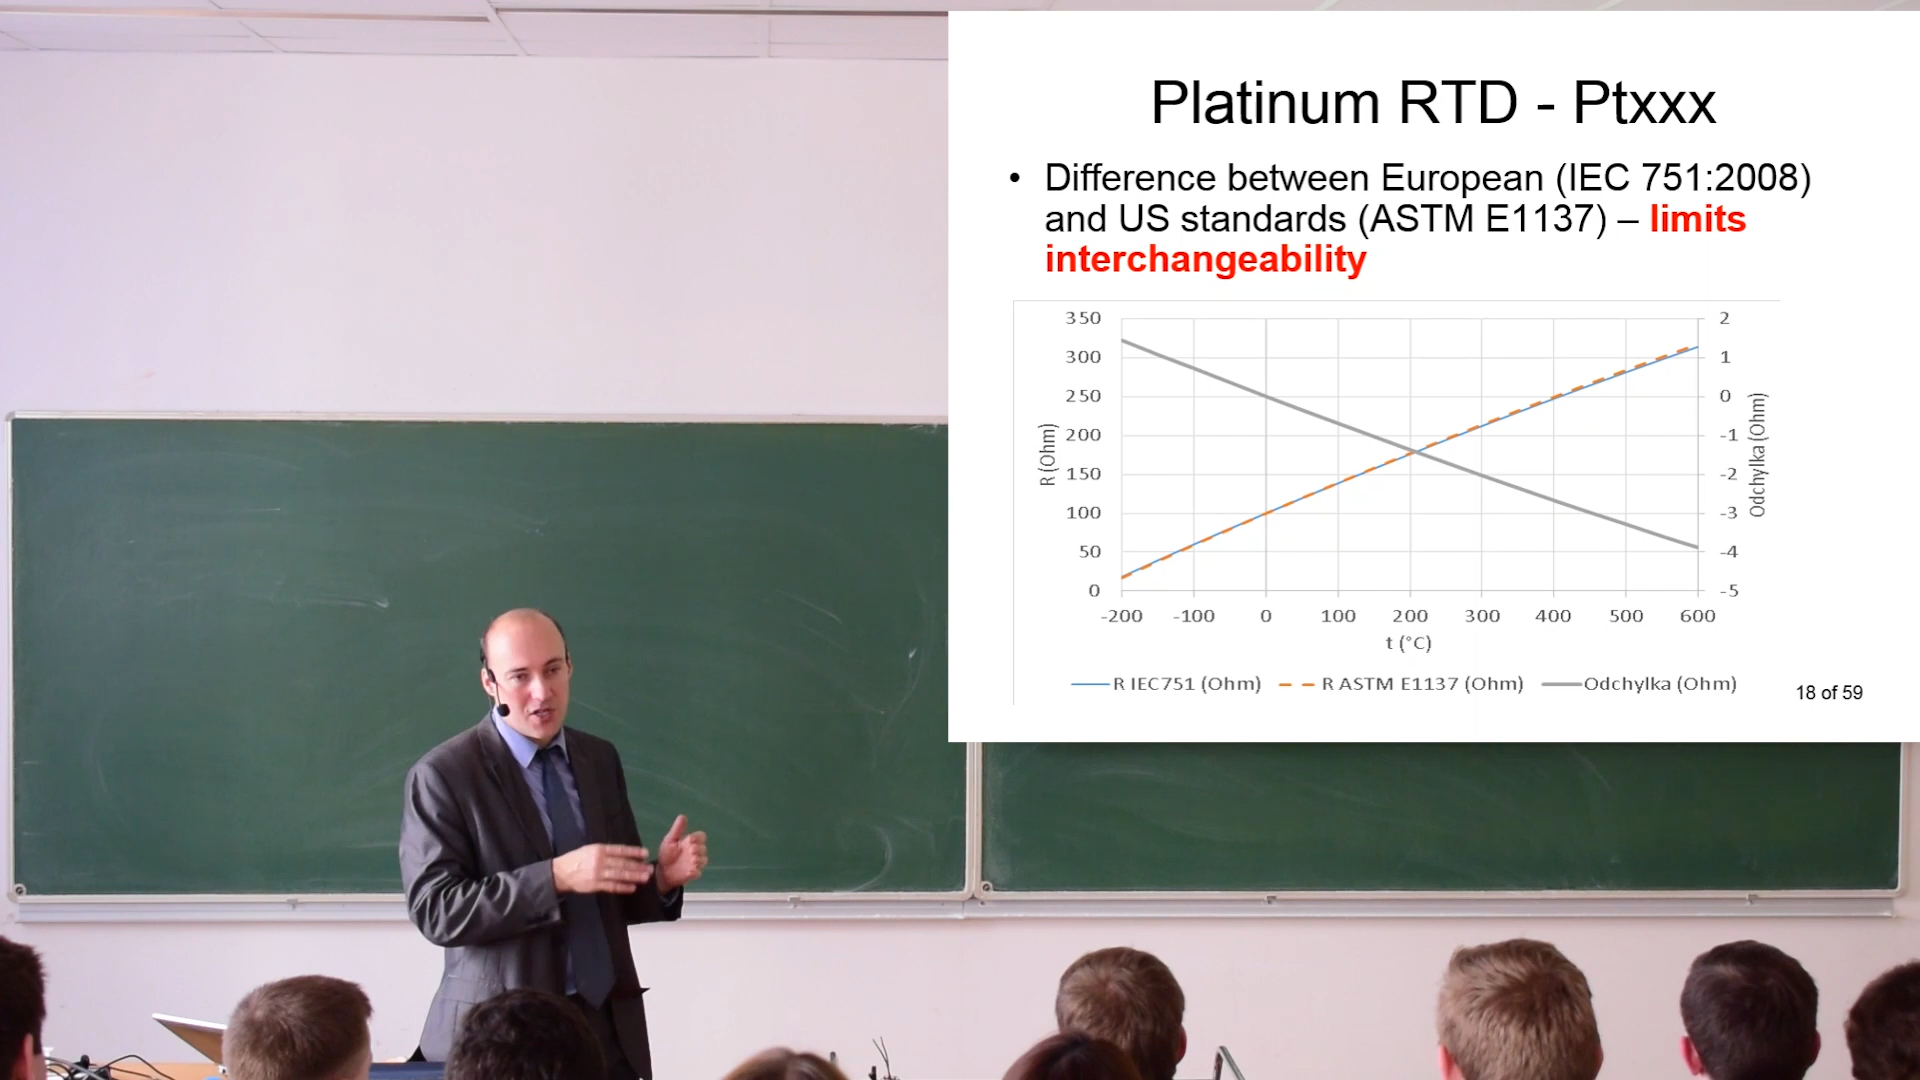 Platinum RTD - Ptxxx
• Difference between European (IEC 751:2008)
and US standards (ASTM E1137) – limits
interchangeability
350
300
250
200
150
100
50
0
R (Ohm)
2
1
0
-1
-2
-3
-4
-5
Odchylka (Ohm)
-200 -100 0 100 200 300 400 500 600
t (°C)
R IEC751 (Ohm) R ASTM E1137 (Ohm) Odchylka (Ohm)
18 of 59